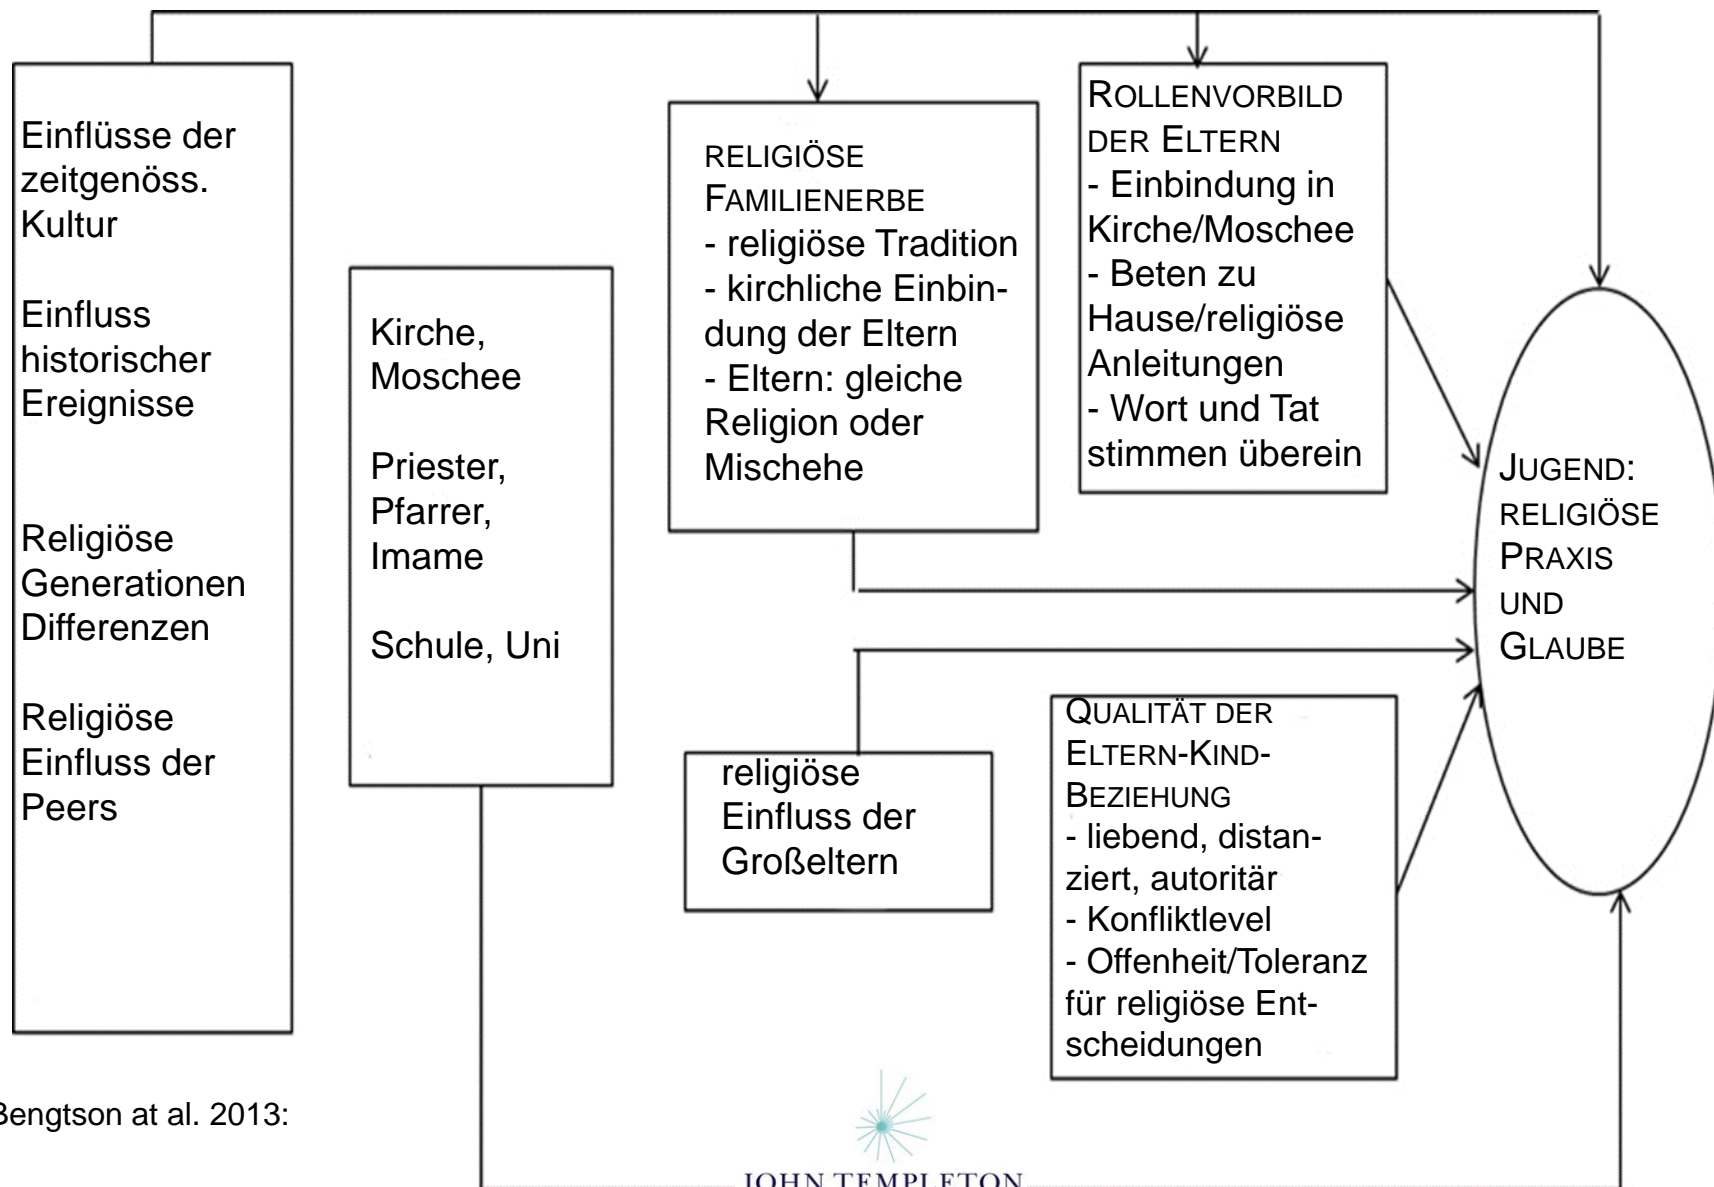 Einflüsse der
zeitgenöss.
Kultur
Einfluss
historischer
Ereignisse
Religiöse
Generationen
Differenzen
Religiöse
Einfluss der
Peers
Kirche,
Moschee
Priester,
Pfarrer,
Imame
Schule, Uni
RELIGIÖSE
FAMILIENERBE
- religiöse Tradition
- kirchliche Einbin-
dung der Eltern
- Eltern: gleiche
Religion oder
Mischehe
religiöse
Einfluss der
Großeltern
ROLLENVORBILD
DER ELTERN
- Einbindung in
Kirche/Moschee
- Beten zu
Hause/religiöse
Anleitungen
- Wort und Tat
stimmen überein
QUALITÄT DER
ELTERN-KIND-
BEZIEHUNG
- liebend, distan-
ziert, autoritär
- Konfliktlevel
- Offenheit/Toleranz
für religiöse Ent-
scheidungen
JUGEND:
RELIGIÖSE
PRAXIS
UND
GLAUBE
Bengtson at al. 2013:
JOHN TEMPLETON